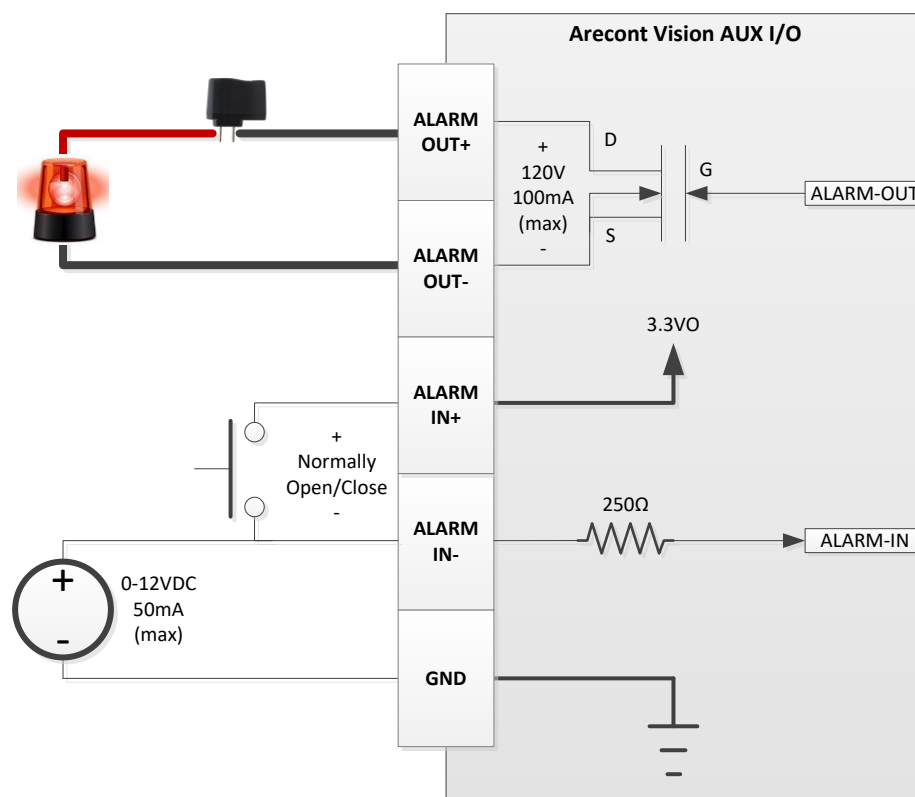 Arecont Vision AUX I/O
ALARM
OUT+
+
120V
100mA
(max)
-
D
G
S
ALARM-OUT
ALARM
OUT-
3.3VO
ALARM
IN+
+
Normally
Open/Close
-
250Ω
ALARM
IN-
ALARM-IN
+
-
0-12VDC
50mA
(max)
GND